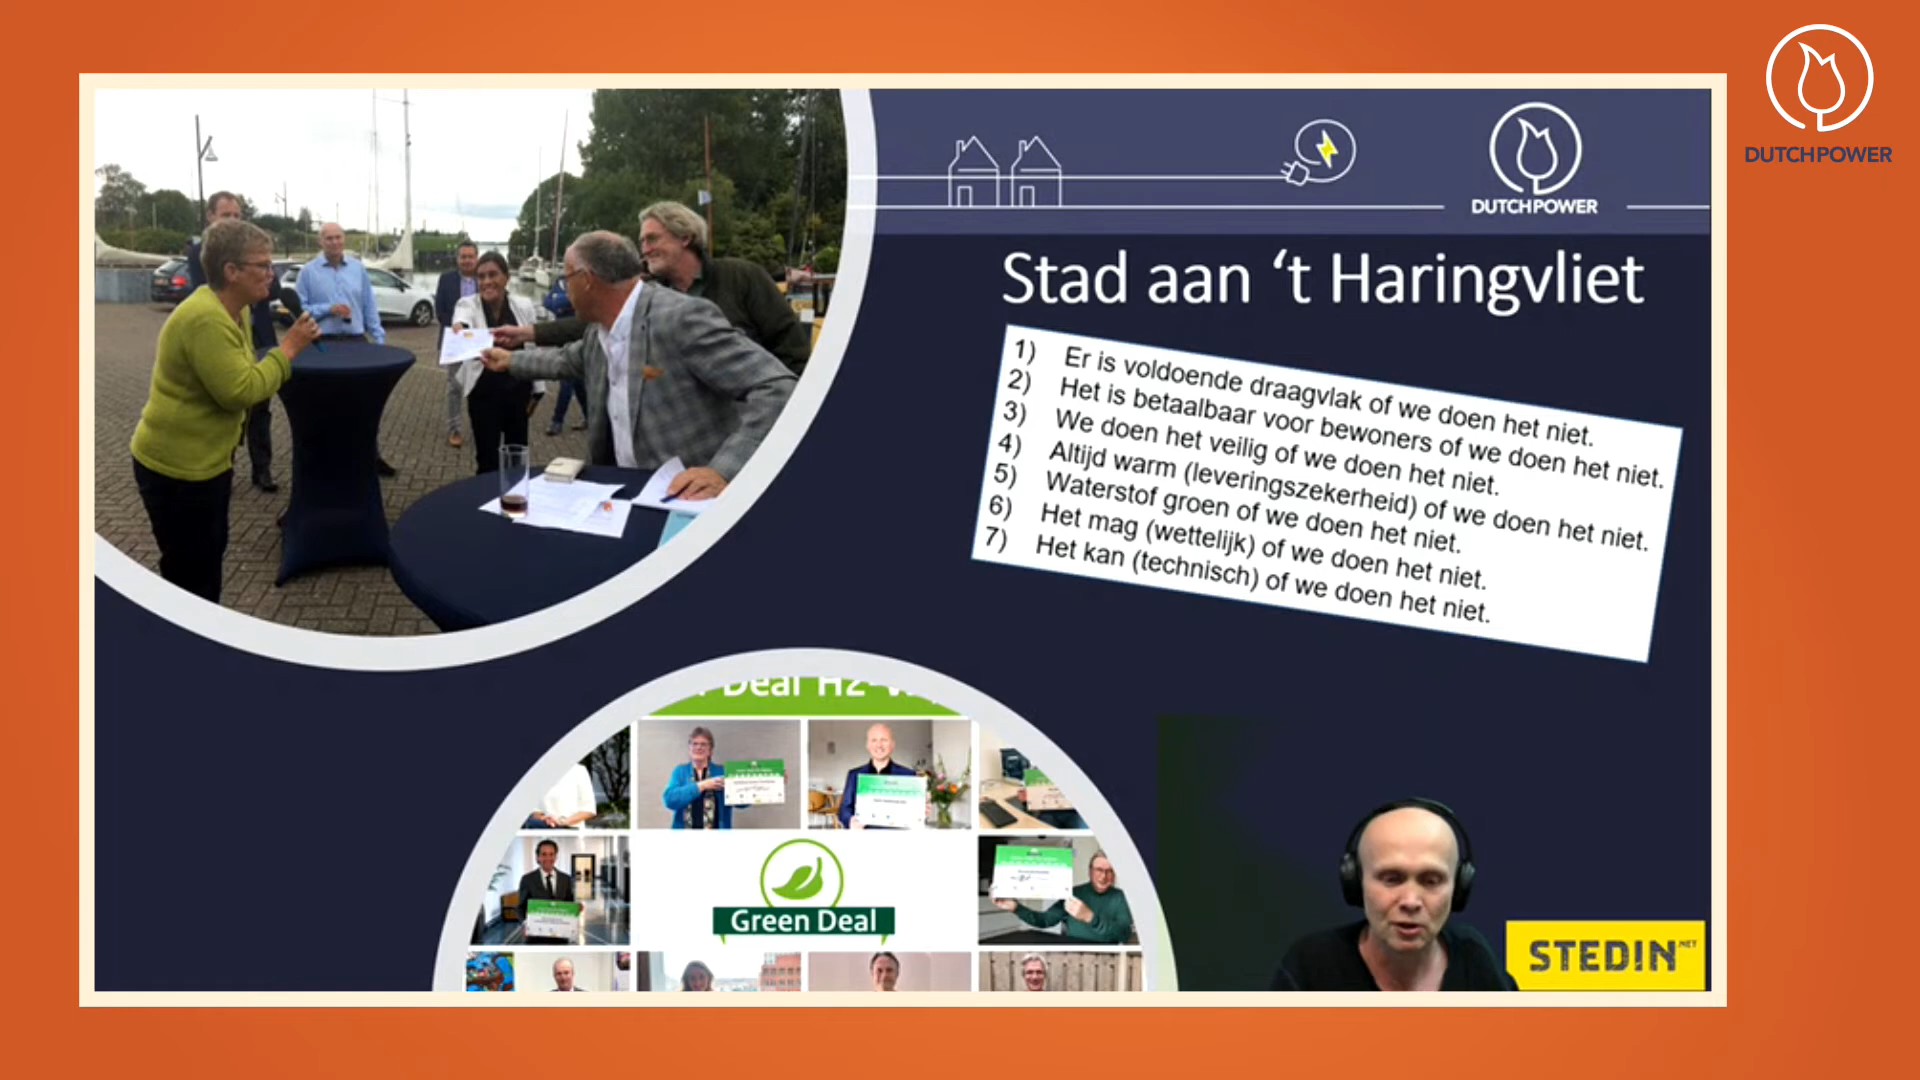 DUTCHPOWER
DUTCHPOWER
Stad aan ‘t Haringvliet
1) Er is voldoende draagvlak of we doen het niet.
2) Het is betaalbaar voor bewoners of we doen het niet.
3) We doen het veilig of we doen het niet.
4) Altijd warm (leveringszekerheid) of we doen het niet.
5) Waterstof groen of we doen het niet.
6) Het mag (wettelijk) of we doen het niet.
7) Het kan (technisch) of we doen het niet.
Deal H2-W
Green Deal
STEDIN.NET